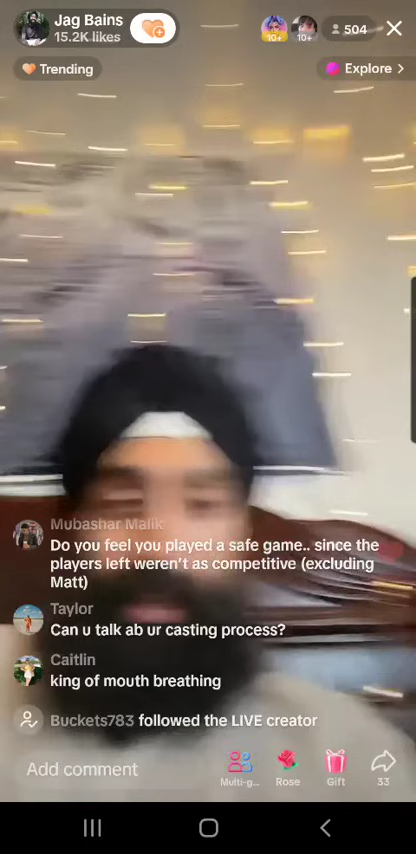 Jag Bains
15.2K likes
10+
10+
504
Trending
Explore >
Mubashar Malik
Do you feel you played a safe game.. since the
players left weren't as competitive (excluding
Matt)
Taylor
Can u talk ab ur casting process?
Caitlin
king of mouth breathing
Buckets783 followed the LIVE creator
Add comment
Multi-g...
Rose
Gift
33